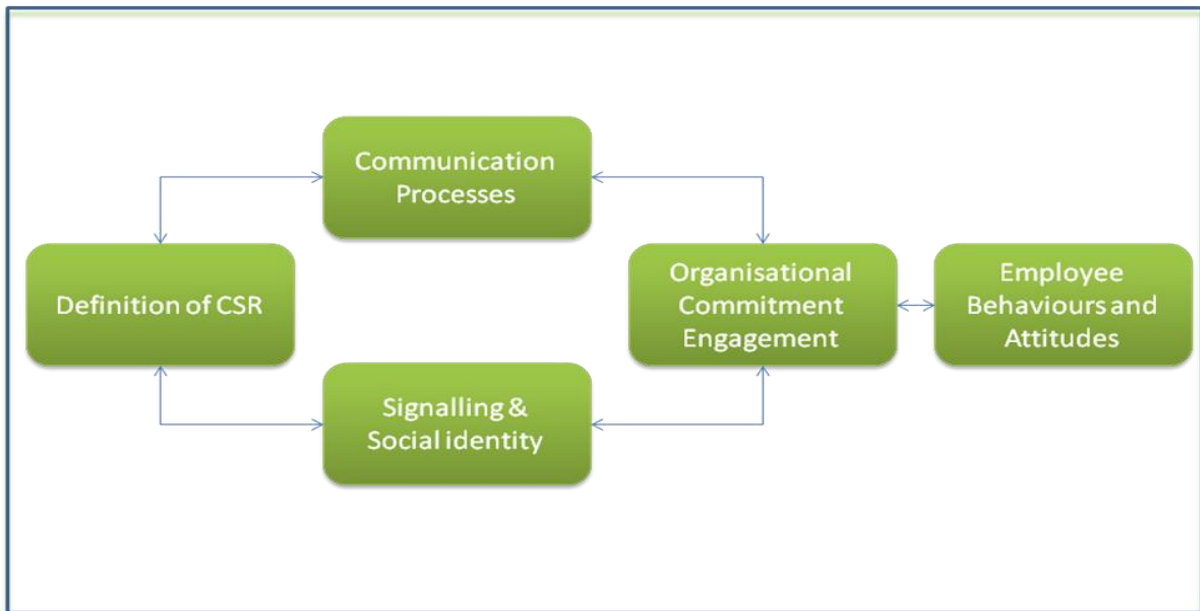 Communication
Processes
Definition of CSR
Organisational
Commitment
Engagement
Employee
Behaviours and
Attitudes
Signalling &
Social identity